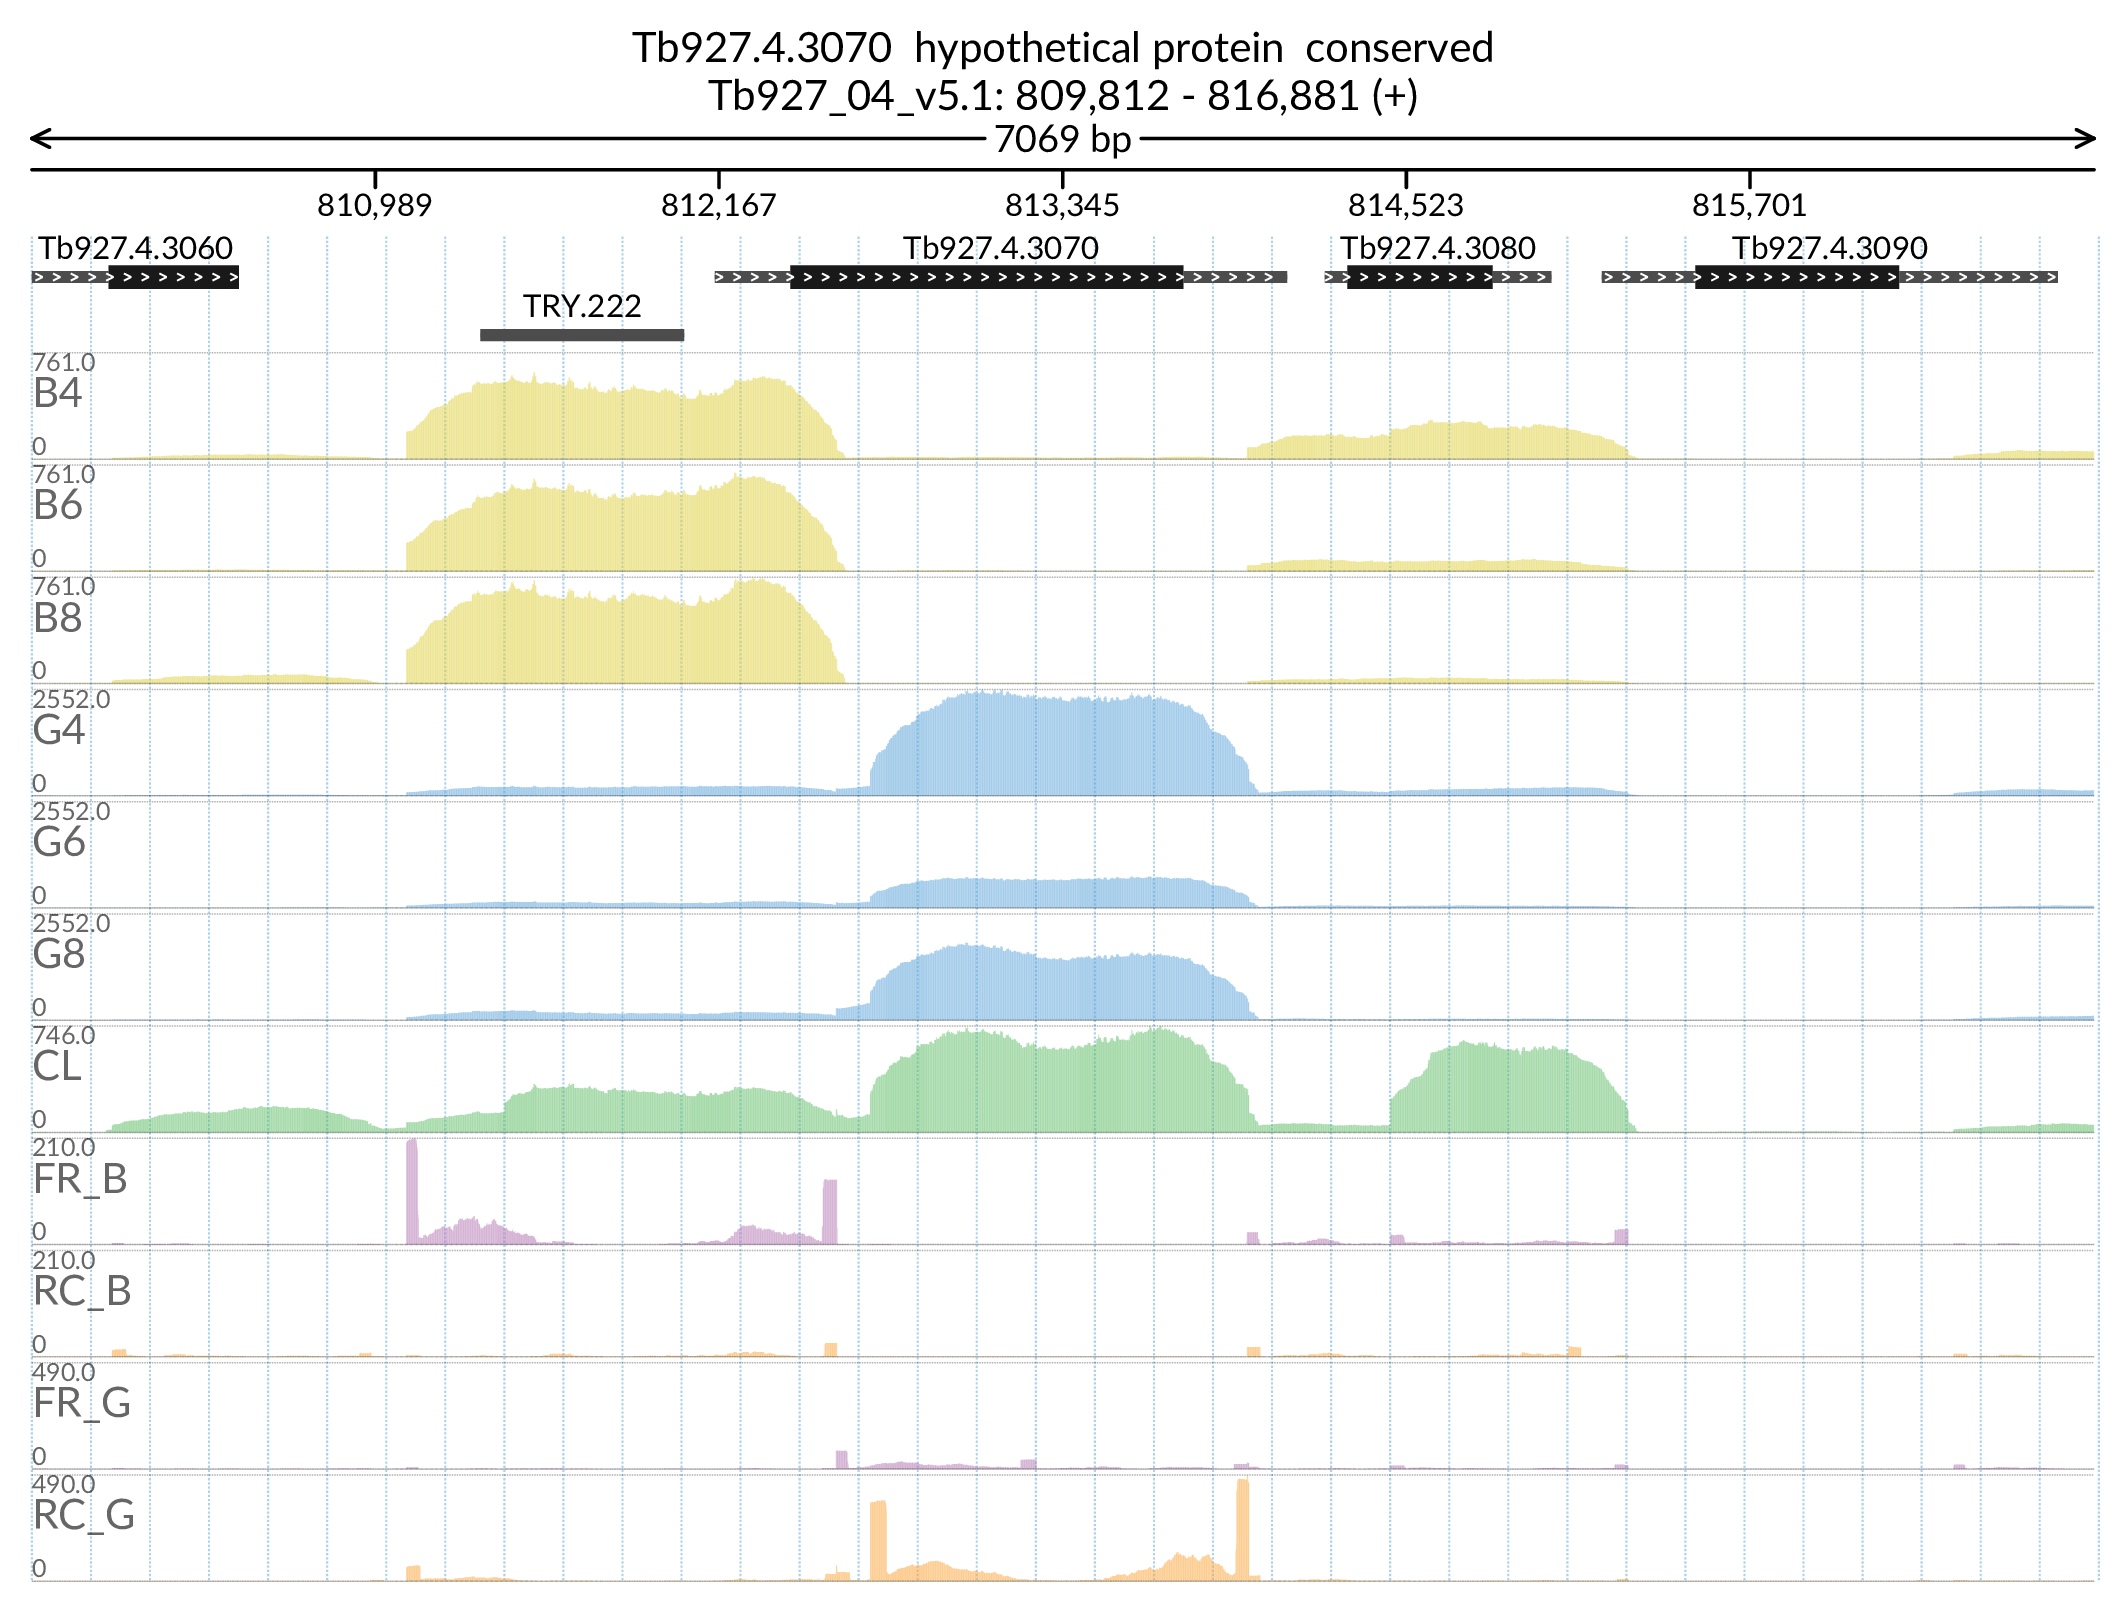 Tb927.4.3070 hypothetical protein conserved
Tb927_04_v5.1: 809,812 - 816,881 (+)
7069 bp
810,989 812,167 813,345 814,523 815,701
Tb927.4.3060 Tb927.4.3070 Tb927.4.3080 Tb927.4.3090
TRY.222
761.0
B4
0
761.0
B6
0
761.0
B8
0
2552.0
G4
0
2552.0
G6
0
2552.0
G8
0
746.0
CL
0
210.0
FR_B
0
210.0
RC_B
0
490.0
FR_G
0
490.0
RC_G
0